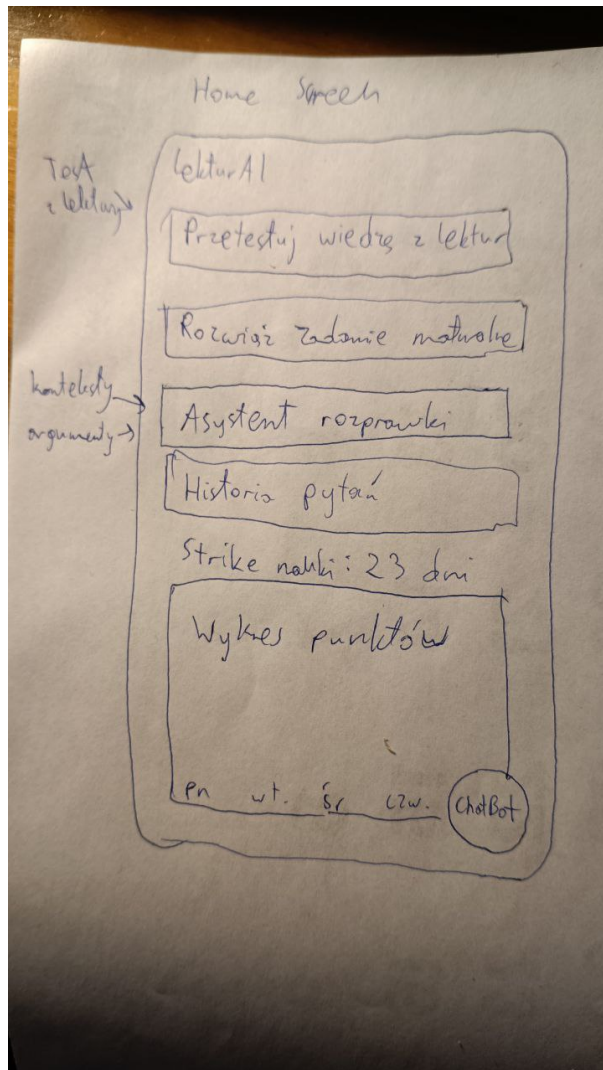 Home Screen
LekturAI
Test
z lektury
Przetestuj wiedzę z lektur
Rozwiąż zadanie maturalne
konteksty
argumenty
Asystent rozprawki
Historia pytań
Strike nauki: 23 dni
Wykres punktów
Pn wt. śr czw.
ChatBot